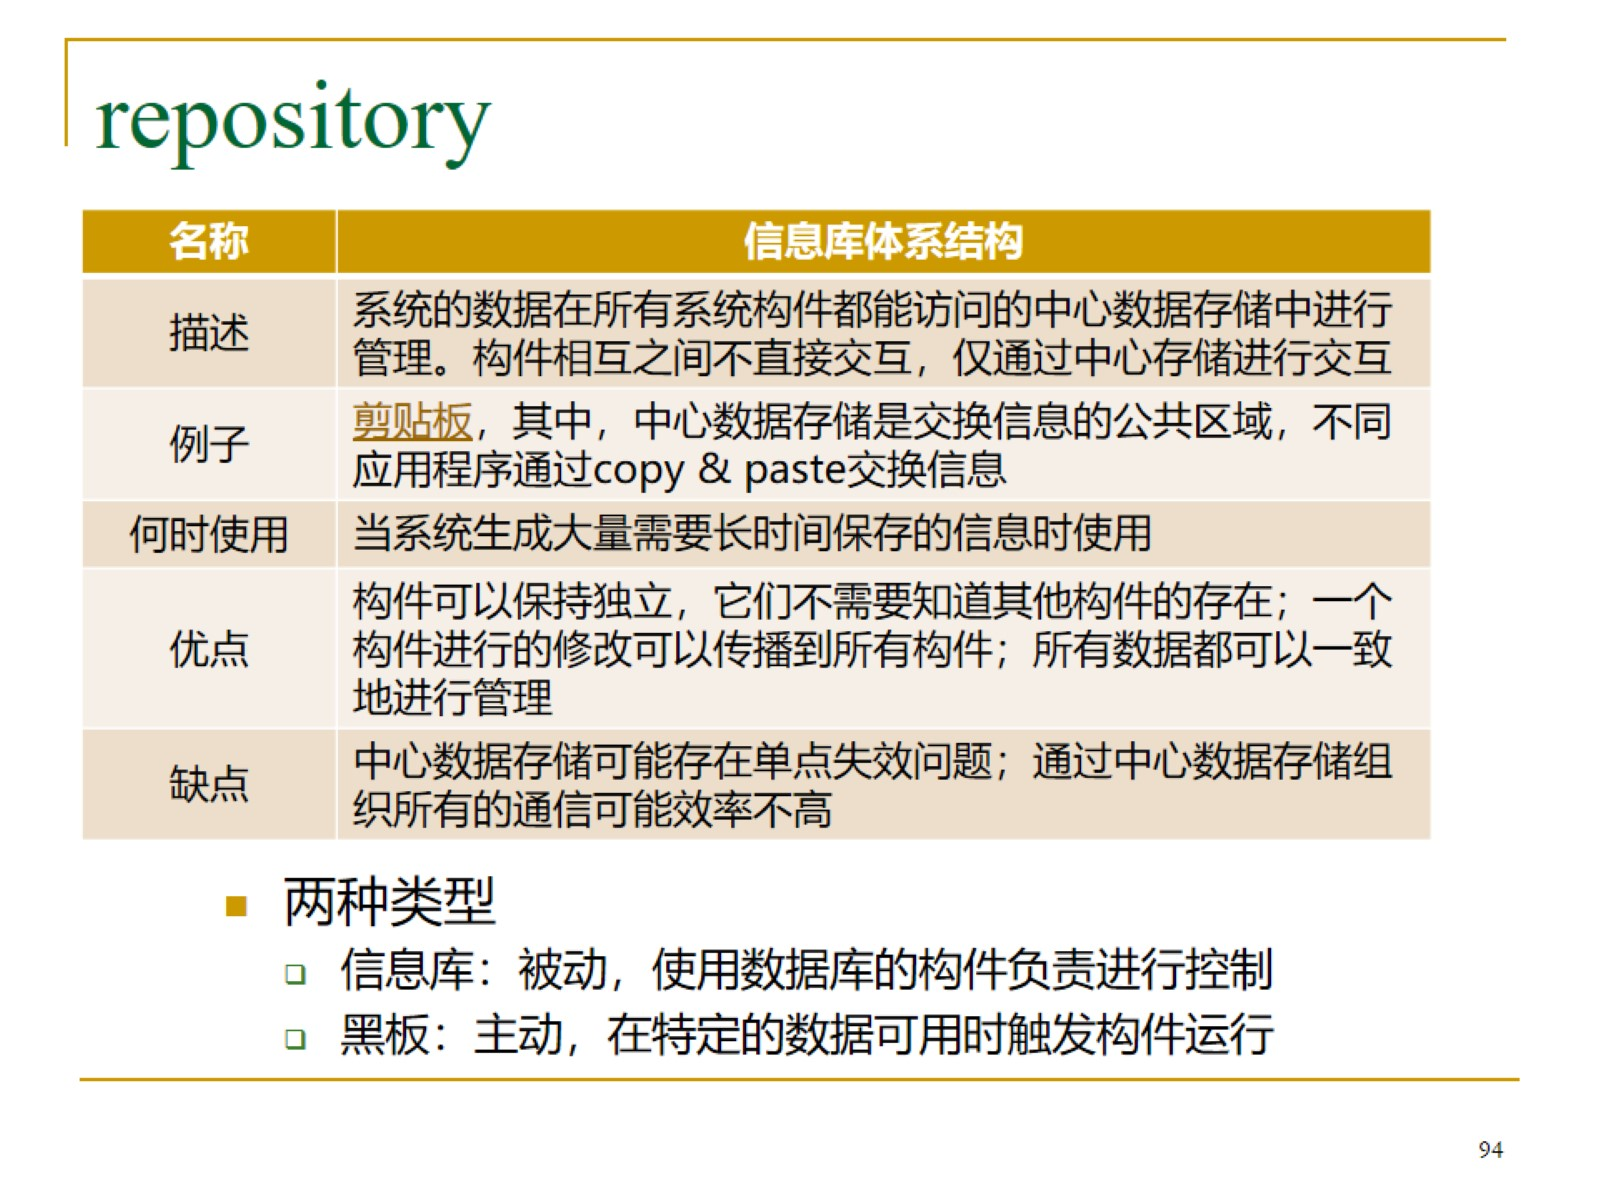 repository
名称
信息库体系结构
描述
系统的数据在所有系统构件都能访问的中心数据存储中进行
管理。构件相互之间不直接交互，仅通过中心存储进行交互
例子
剪贴板，其中，中心数据存储是交换信息的公共区域，不同
应用程序通过copy & paste交换信息
何时使用
当系统生成大量需要长时间保存的信息时使用
优点
构件可以保持独立，它们不需要知道其他构件的存在；一个
构件进行的修改可以传播到所有构件；所有数据都可以一致
地进行管理
缺点
中心数据存储可能存在单点失效问题；通过中心数据存储组
织所有的通信可能效率不高
两种类型
信息库：被动，使用数据库的构件负责进行控制
黑板：主动，在特定的数据可用时触发构件运行
94